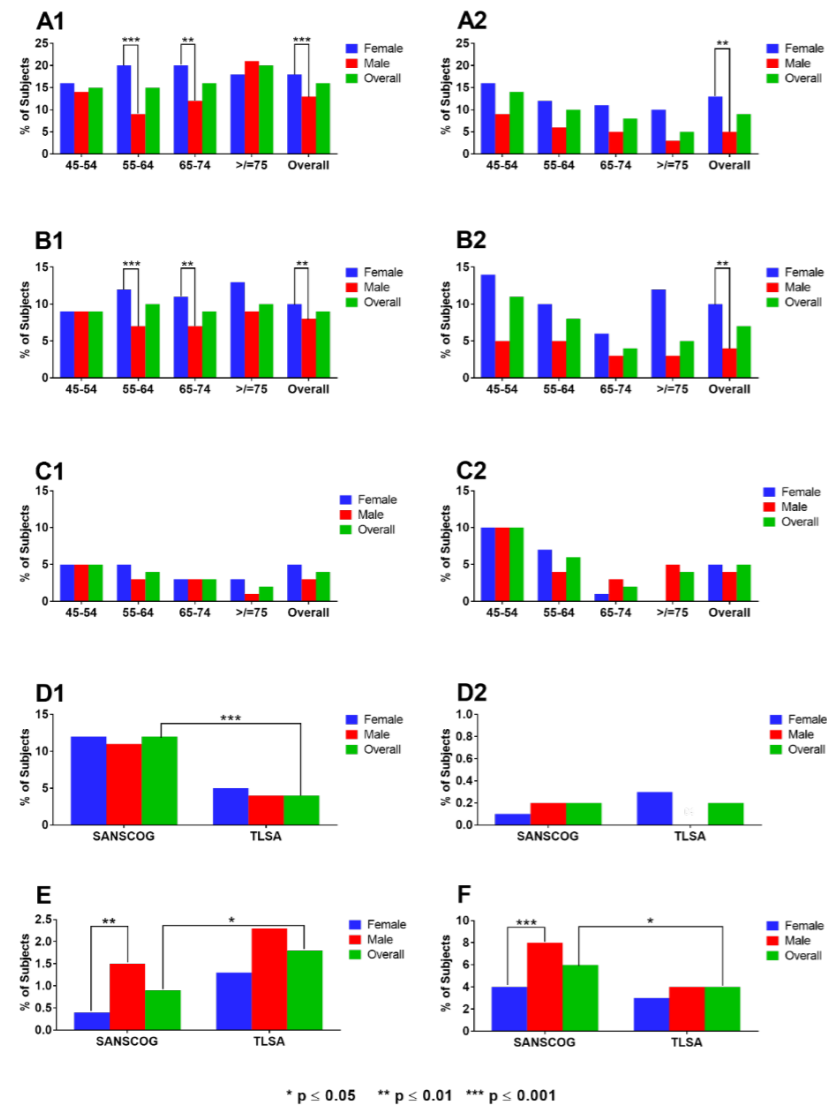 A1
% of Subjects
25
20
15
10
5
0
***
**
***
45-54
55-64
65-74
>/=75
Overall
Female
Male
Overall
A2
% of Subjects
25
20
15
10
5
0
**
45-54
55-64
65-74
>/=75
Overall
Female
Male
Overall
B1
% of Subjects
15
10
5
0
***
**
**
45-54
55-64
65-74
>/=75
Overall
Female
Male
Overall
B2
% of Subjects
15
10
5
0
**
45-54
55-64
65-74
>/=75
Overall
Female
Male
Overall
C1
% of Subjects
15
10
5
0
45-54
55-64
65-74
>/=75
Overall
Female
Male
Overall
C2
% of Subjects
15
10
5
0
45-54
55-64
65-74
>/=75
Overall
Female
Male
Overall
D1
% of Subjects
15
10
5
0
***
SANSCOG
TLSA
Female
Male
Overall
D2
% of Subjects
1.0
0.8
0.6
0.4
0.2
0.0
SANSCOG
TLSA
Female
Male
Overall
E
% of Subjects
2.5
2.0
1.5
1.0
0.5
0.0
**
*
SANSCOG
TLSA
Female
Male
Overall
F
% of Subjects
10
8
6
4
2
0
***
*
SANSCOG
TLSA
Female
Male
Overall
* p ≤ 0.05 ** p ≤ 0.01 *** p ≤ 0.001